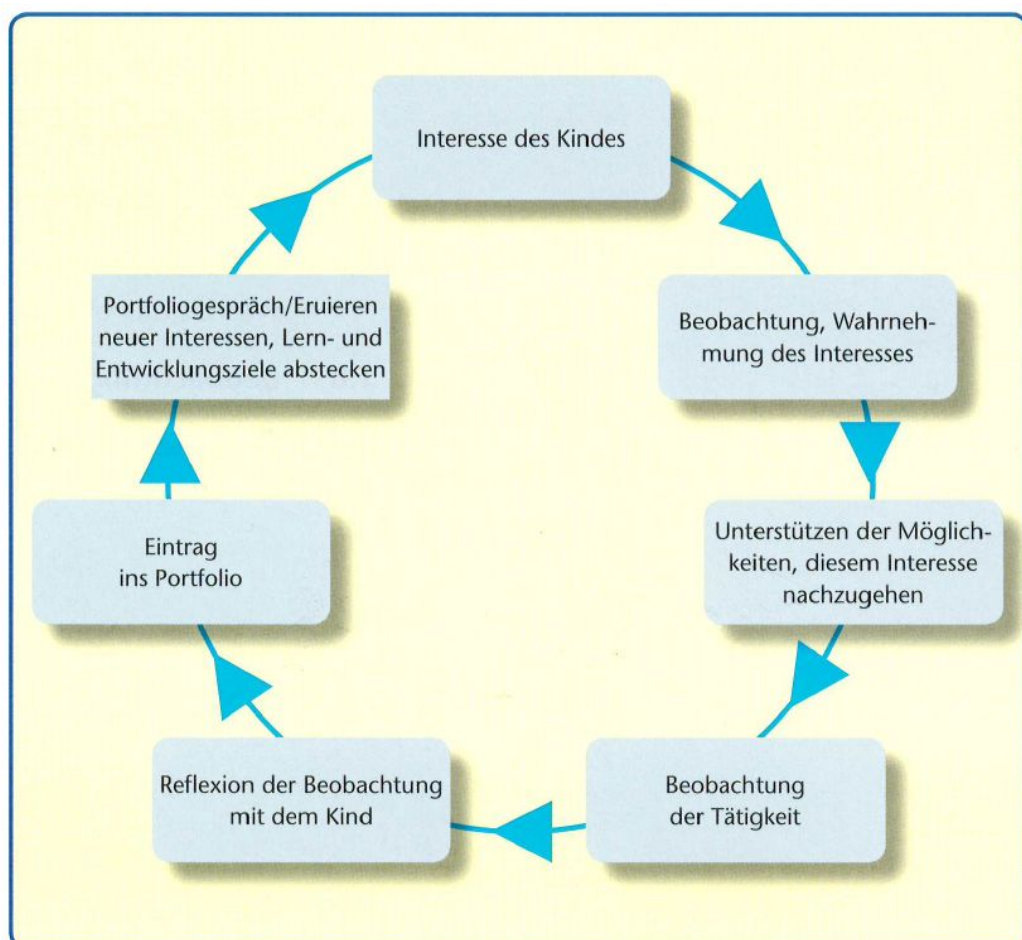 Interesse des Kindes
Beobachtung, Wahrneh-
mung des Interesses
Unterstützen der Möglich-
keiten, diesem Interesse
nachzugehen
Beobachtung
der Tätigkeit
Reflexion der Beobachtung
mit dem Kind
Eintrag
ins Portfolio
Portfoliogespräch/Eruieren
neuer Interessen, Lern- und
Entwicklungsziele abstecken